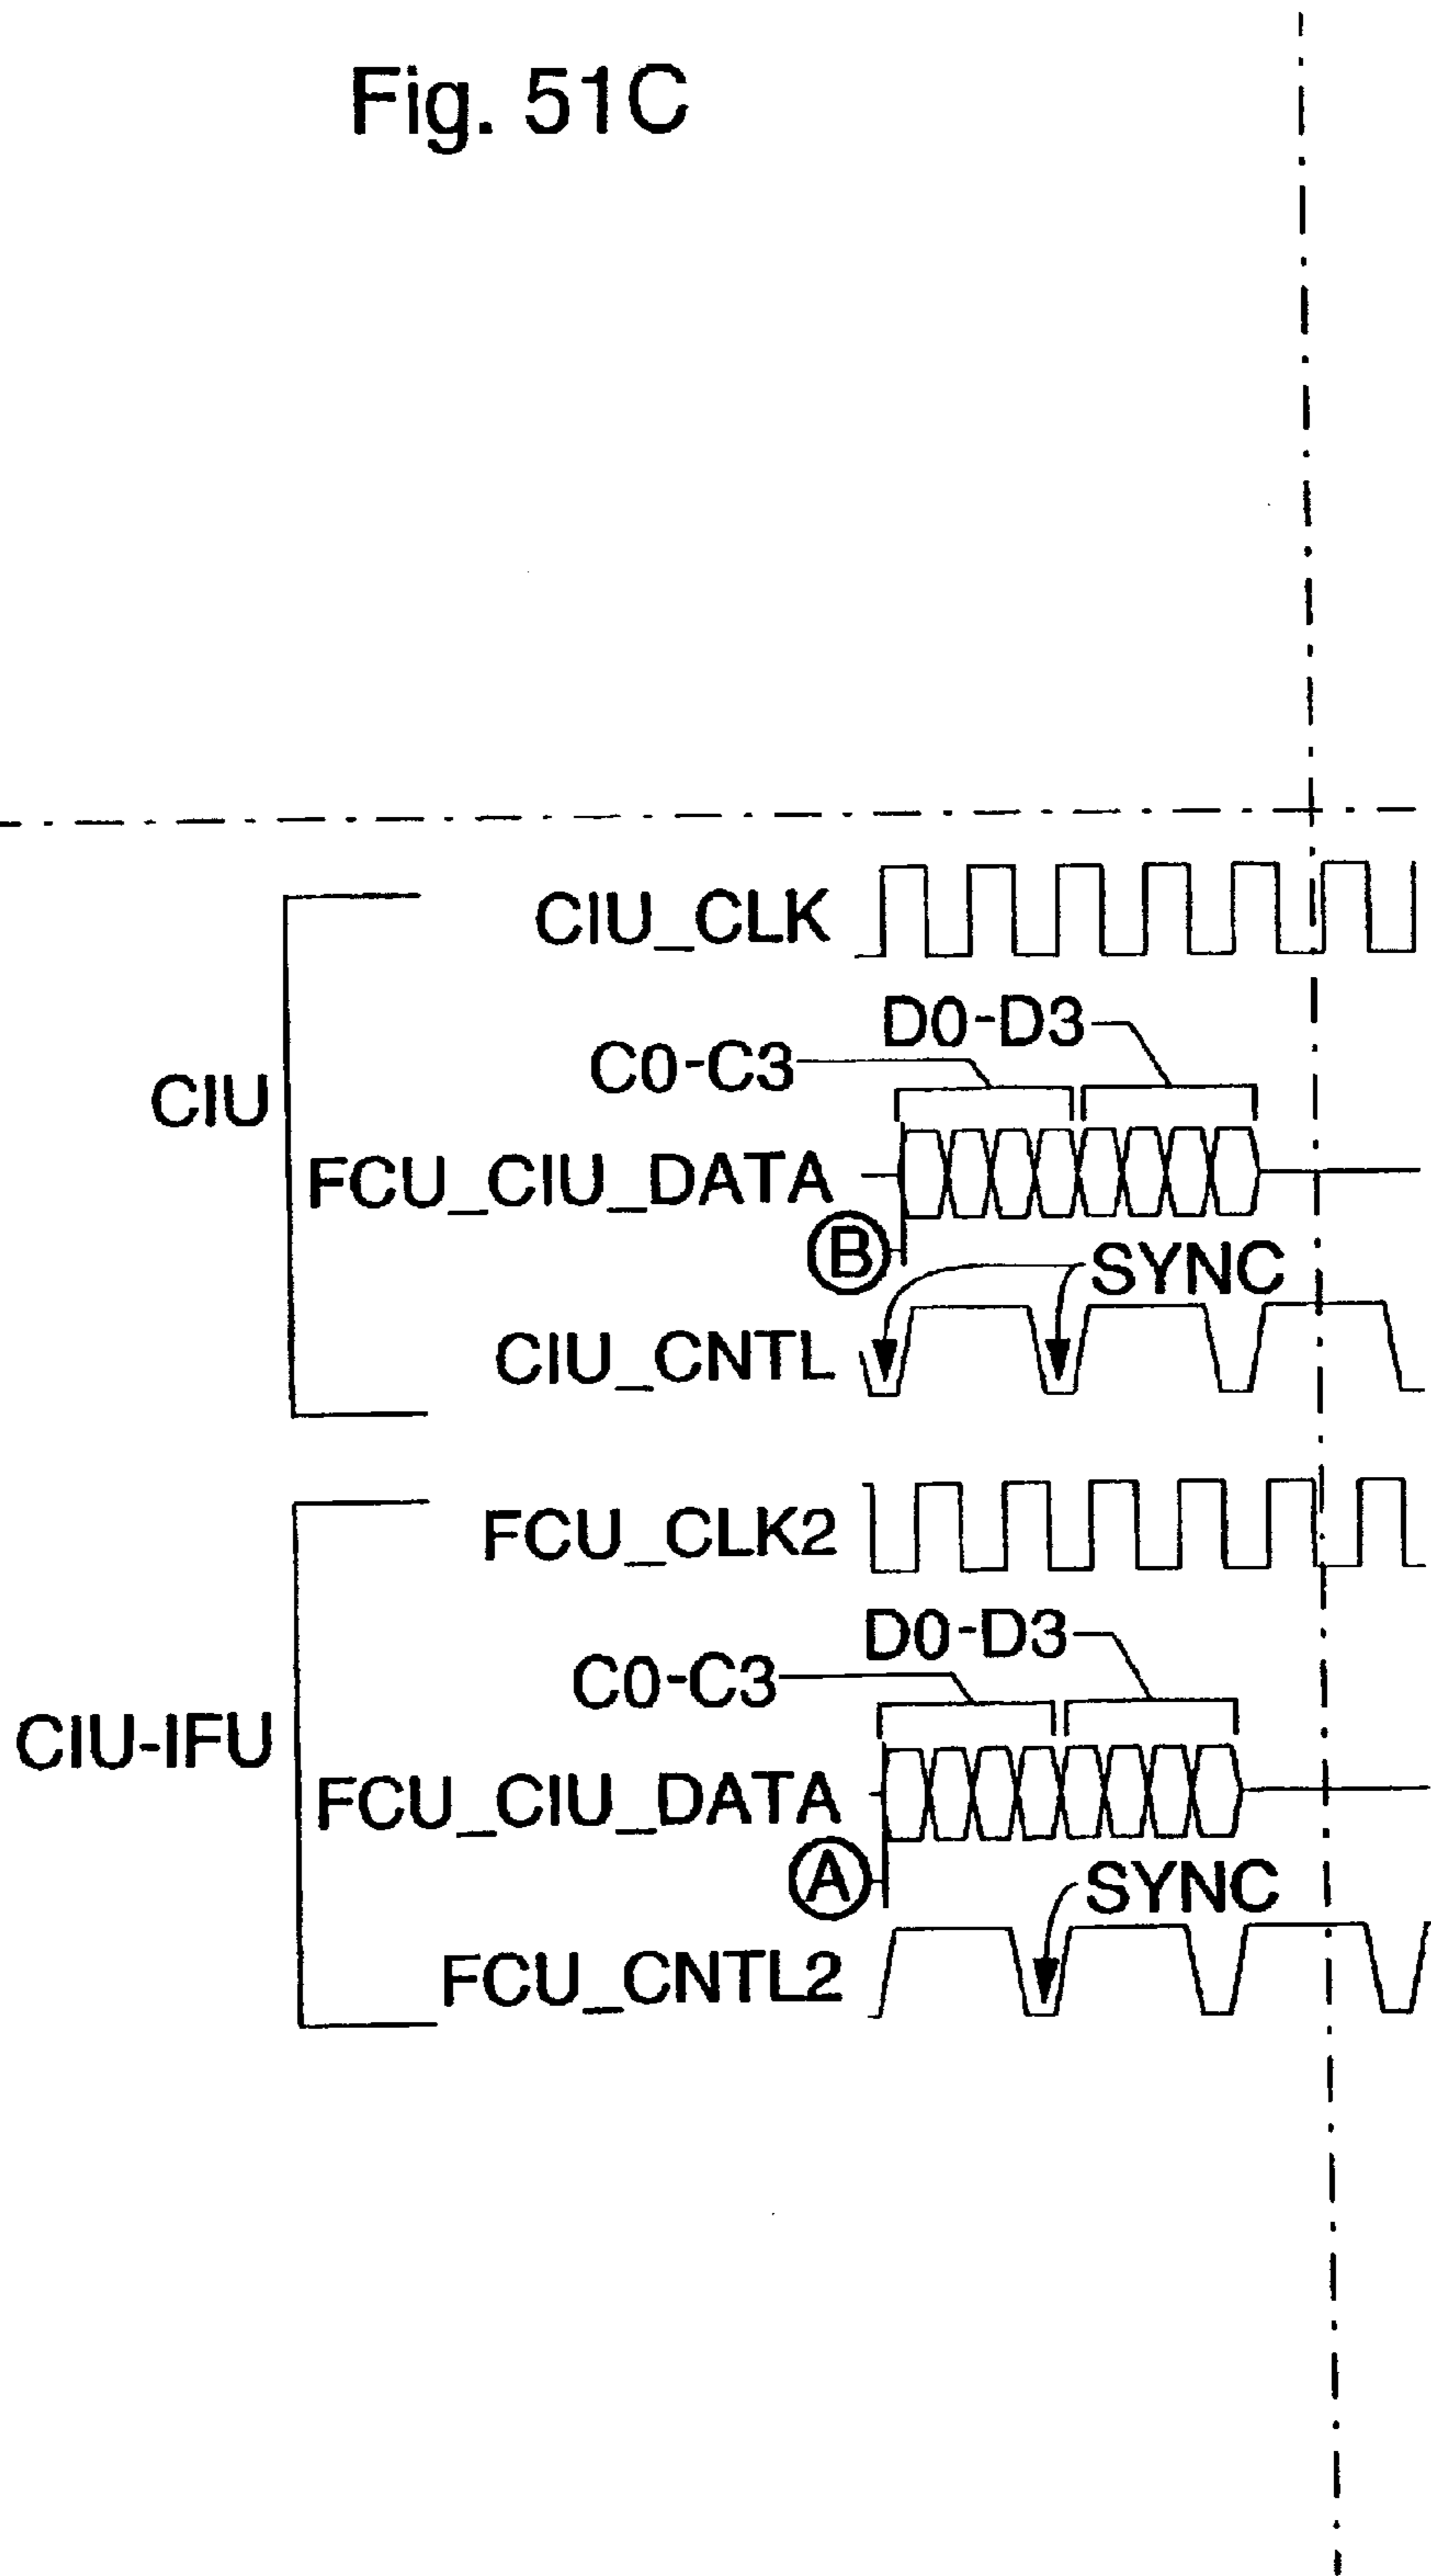 Fig. 51C
CIU_CLK
D0-D3
C0-C3
CIU
FCU_CIU_DATA
B
SYNC
CIU_CNTL
FCU_CLK2
D0-D3
C0-C3
CIU-IFU
FCU_CIU_DATA
A
SYNC
FCU_CNTL2